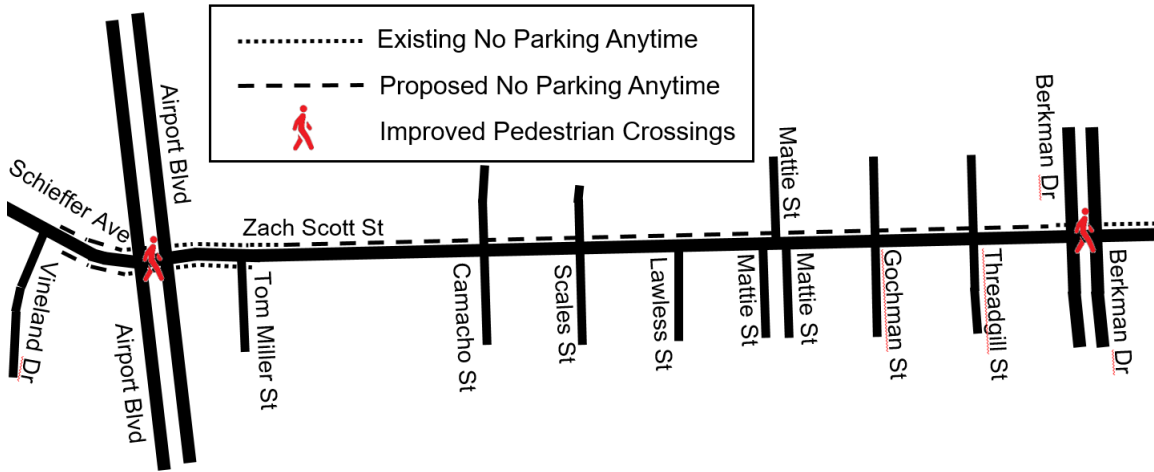 Existing No Parking Anytime
Proposed No Parking Anytime
Improved Pedestrian Crossings
Airport Blvd
Berkman Dr
Mattie St
Schieffer Ave
Zach Scott St
Vineland Dr
Airport Blvd
Tom Miller St
Camacho St
Scales St
Lawless St
Mattie St
Mattie St
Gochman St
Threadgill St
Berkman Dr